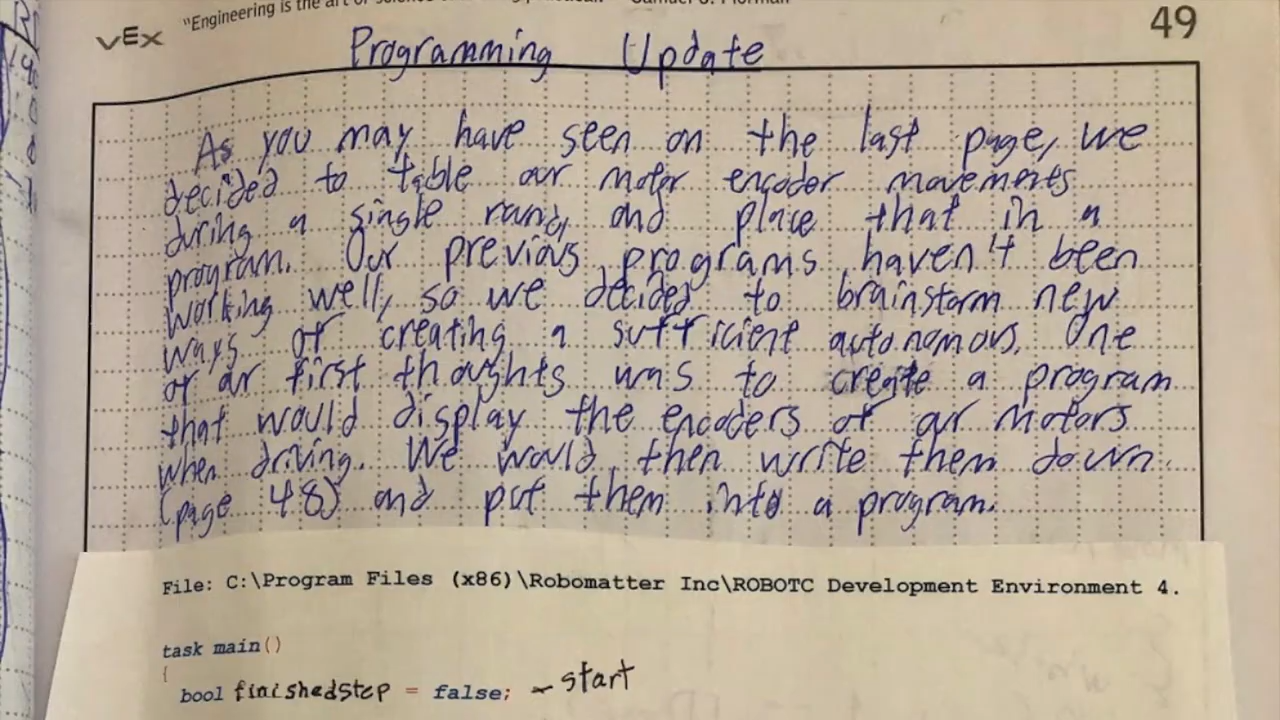 "Engineering is the art of
VEX
49
Programming Update
As you may have seen on the last page, we
decided to table our motor encoder movements
during a single and place that in a
program. Our previous programs haven't been
working well, so we decided to brainstorm new
ways of creating a sufficient autonomous. One
of our first thoughts was to create a program
that would display the encoders of our motors
when driving. We would then write them down
(page 48) and put them into a program.
File: C:\Program Files (x86)\Robomatter Inc\ROBOTC Development Environment 4.
task main()
{
bool finishedstep = false; - start